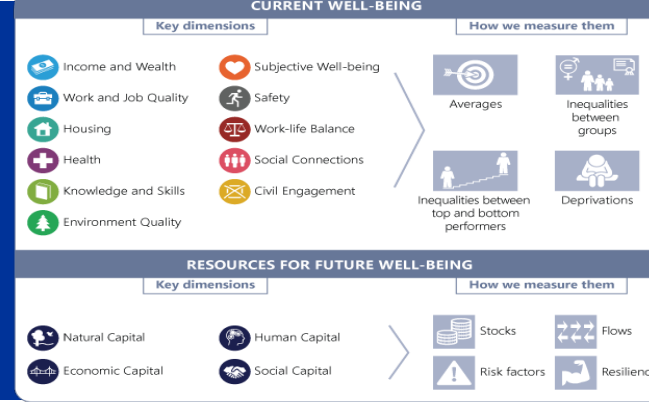 CURRENT WELL-BEING
Key dimensions
How we measure them
Income and Wealth
Work and Job Quality
Housing
Health
Knowledge and Skills
Environment Quality
Subjective Well-being
Safety
Work-life Balance
Social Connections
Civil Engagement
Averages
Inequalities
between
groups
Inequalities between
top and bottom
performers
Deprivations
RESOURCES FOR FUTURE WELL-BEING
Key dimensions
How we measure them
Natural Capital
Economic Capital
Human Capital
Social Capital
Stocks
Flows
Risk factors
Resilienc